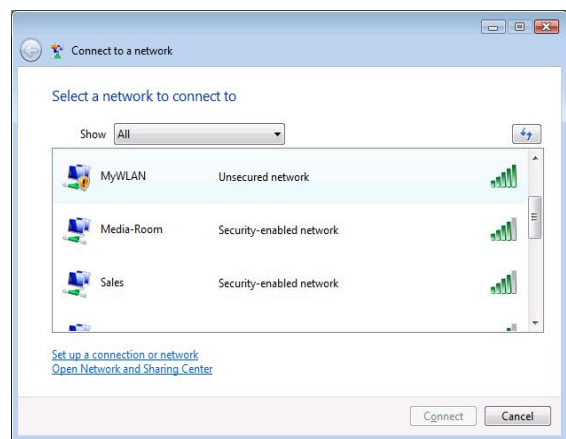 Connect to a network
Select a network to connect to
Show All
MyWLAN Unsecured network
Media-Room Security-enabled network
Sales Security-enabled network
Set up a connection or network
Open Network and Sharing Center
Connect Cancel